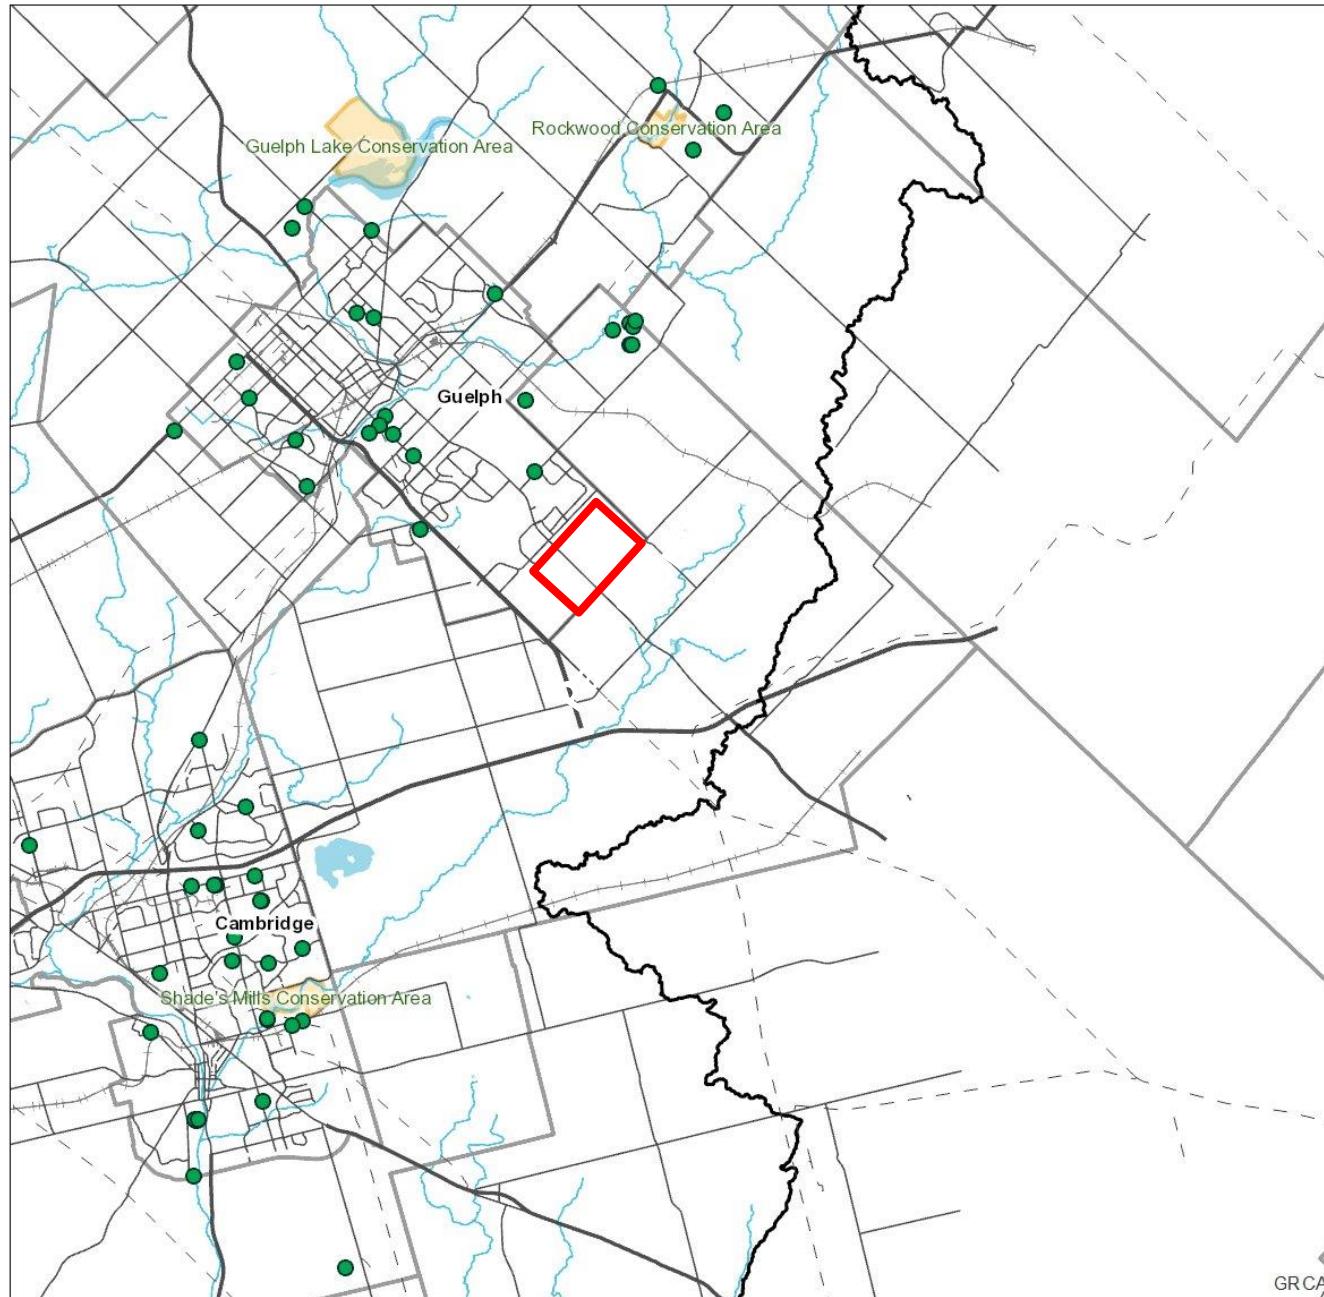 Rockwood Conservation Area
Guelph Lake Conservation Area
Guelph
Cambridge
Shade's Mills Conservation Area
GRCA